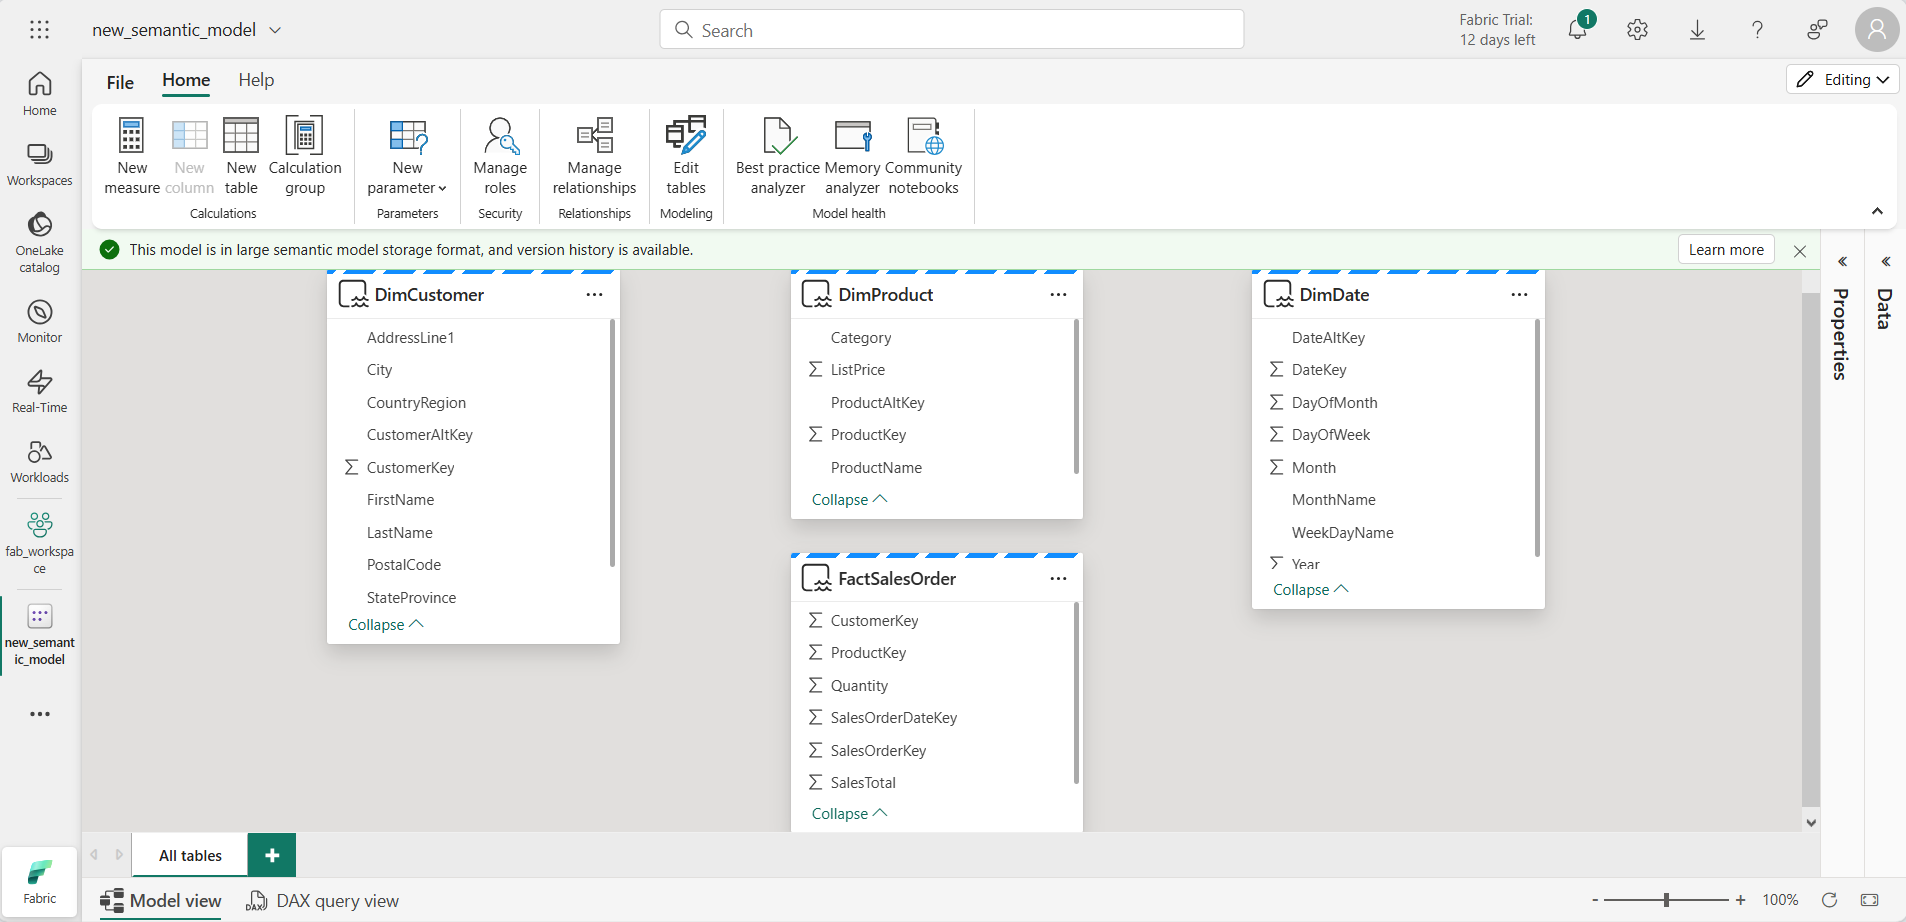 new_semantic_model
Search
Fabric Trial:
12 days left
1
Home
Workspaces
OneLake
catalog
Monitor
Real-Time
Workloads
fab_workspa
ce
new_semant
ic_model
Fabric
File
Home
Help
Editing
New
measure
New
column
New
table
Calculation
group
Calculations
New
parameter
Parameters
Manage
roles
Security
Manage
relationships
Relationships
Edit
tables
Modeling
Best practice
analyzer
Memory
analyzer
Community
notebooks
Model health
This model is in large semantic model storage format, and version history is available.
Learn more
DimCustomer
AddressLine1
City
CountryRegion
CustomerAltKey
CustomerKey
FirstName
LastName
PostalCode
StateProvince
Collapse
DimProduct
Category
ListPrice
ProductAltKey
ProductKey
ProductName
Collapse
FactSalesOrder
CustomerKey
ProductKey
Quantity
SalesOrderDateKey
SalesOrderKey
SalesTotal
Collapse
DimDate
DateAltKey
DateKey
DayOfMonth
DayOfWeek
Month
MonthName
WeekDayName
Year
Collapse
Properties
Data
All tables
Model view
DAX
DAX query view
100%